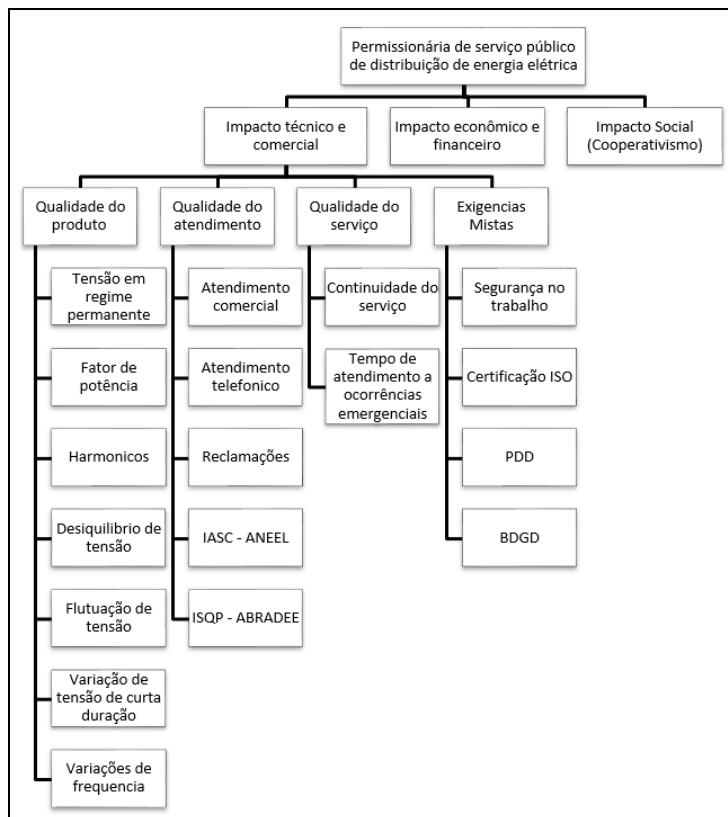 Permissionária de serviço público
de distribuição de energia elétrica
Impacto técnico e
comercial
Impacto econômico e
financeiro
Impacto Social
(Cooperativismo)
Qualidade do
produto
Qualidade do
atendimento
Qualidade do
serviço
Exigencias
Mistas
Tensão em
regime
permanente
Fator de
potência
Harmonicos
Desiquilibrio de
tensão
Flutuação de
tensão
Variação de
tensão de curta
duração
Variações de
frequencia
Atendimento
comercial
Atendimento
telefonico
Reclamações
IASC - ANEEL
ISQP - ABRADEE
Continuidade do
serviço
Tempo de
atendimento a
ocorrências
emergenciais
Segurança no
trabalho
Certificação ISO
PDD
BDGD